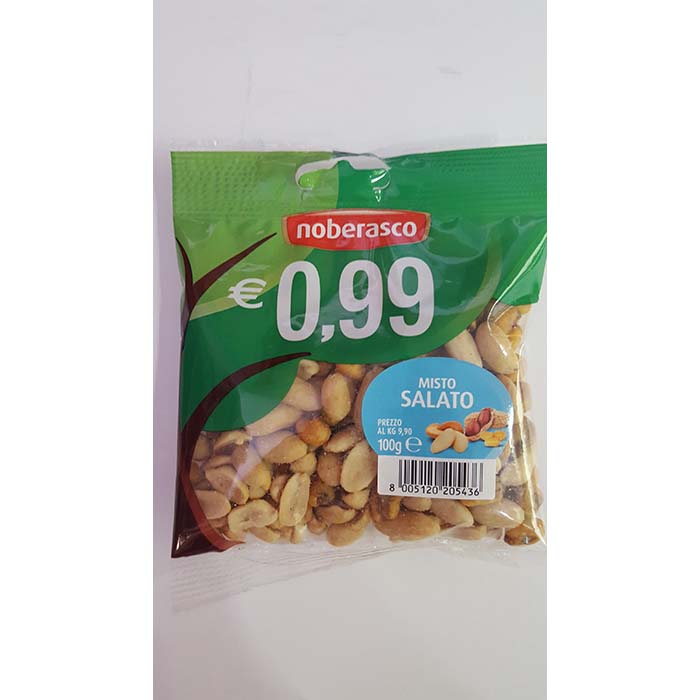 noberasco
€ 0,99
MISTO
SALATO
PREZZO
AL KG 9,90
100g ℮
8 005120 205436